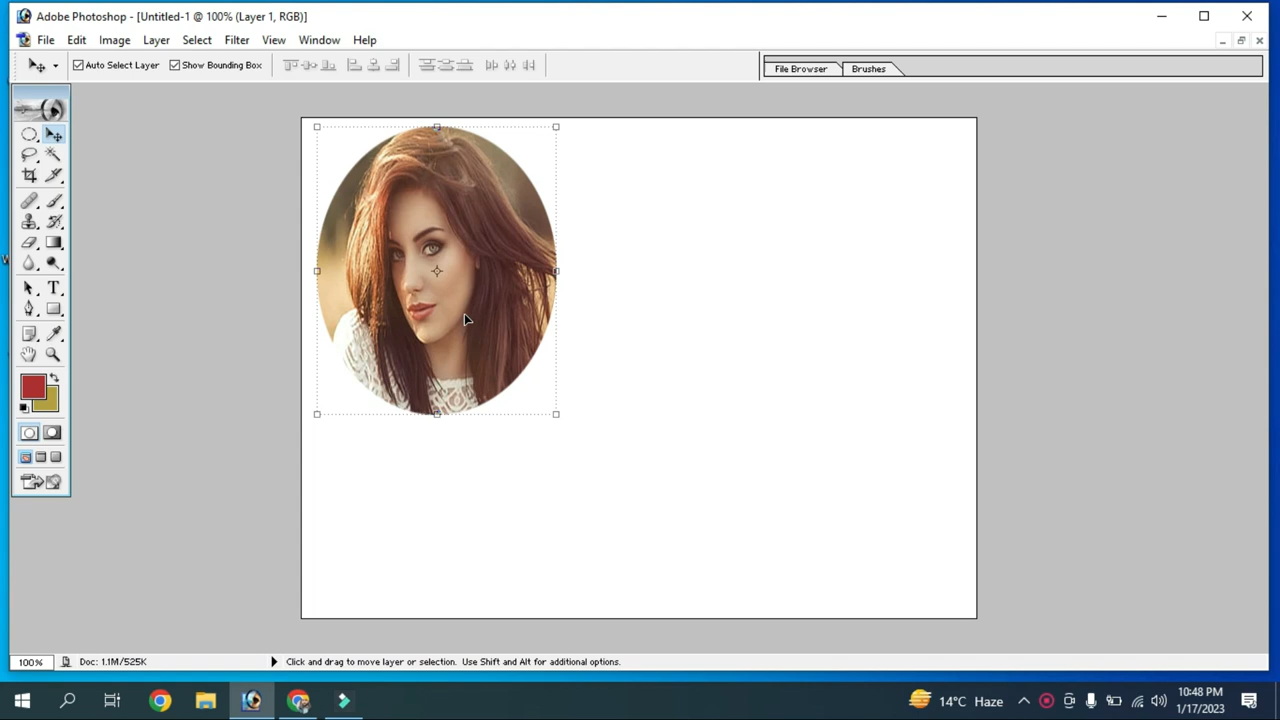 Adobe Photoshop - [Untitled-1 @ 100% (Layer 1, RGB)]
File Edit Image Layer Select Filter View Window Help
Auto Select Layer Show Bounding Box File Browser Brushes
T
100% Doc: 1.1M/525K Click and drag to move layer or selection. Use Shift and Alt for additional options.
14°C Haze
10:48 PM
1/17/2023